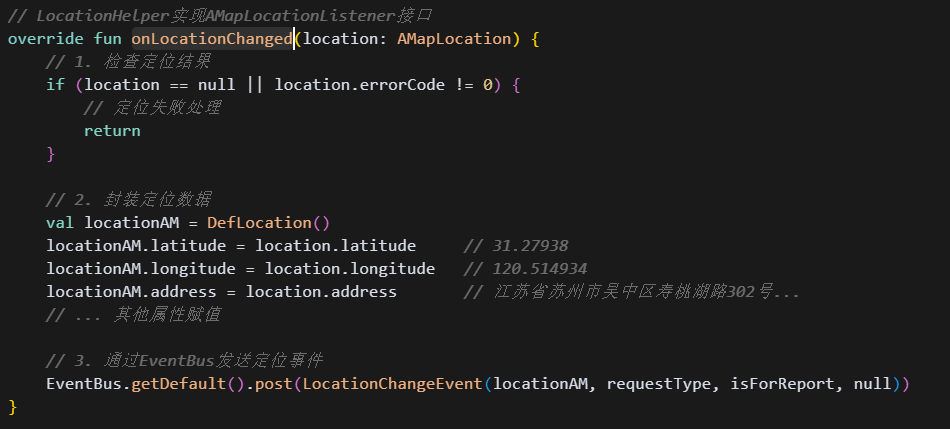 // LocationHelper实现AMapLocationListener接口
override fun onLocationChanged(location: AMapLocation) {
    // 1. 检查定位结果
    if (location == null || location.errorCode != 0) {
        // 定位失败处理
        return
    }
    // 2. 封装定位数据
    val locationAM = DefLocation()
    locationAM.latitude = location.latitude     // 31.27938
    locationAM.longitude = location.longitude   // 120.514934
    locationAM.address = location.address       // 江苏省苏州市吴中区寿桃湖路302号...
    // ... 其他属性赋值
    // 3. 通过EventBus发送定位事件
    EventBus.getDefault().post(LocationChangeEvent(locationAM, requestType, isForReport, null))
}